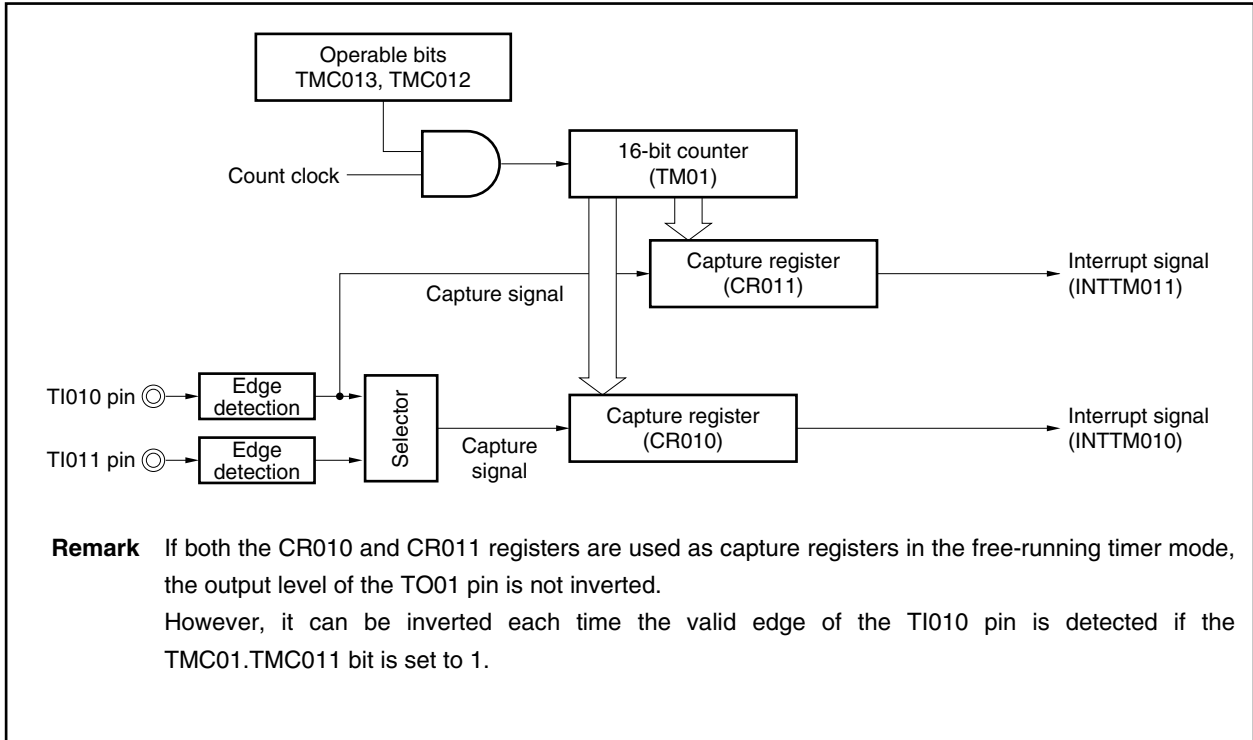 Operable bits
TMC013, TMC012
Count clock
16-bit counter
(TM01)
Capture register
(CR011)
Interrupt signal
(INTTM011)
Capture signal
TI010 pin
Edge
detection
TI011 pin
Edge
detection
Selector
Capture
signal
Capture register
(CR010)
Interrupt signal
(INTTM010)
Remark If both the CR010 and CR011 registers are used as capture registers in the free-running timer mode,
the output level of the TO01 pin is not inverted.
However, it can be inverted each time the valid edge of the TI010 pin is detected if the
TMC01.TMC011 bit is set to 1.